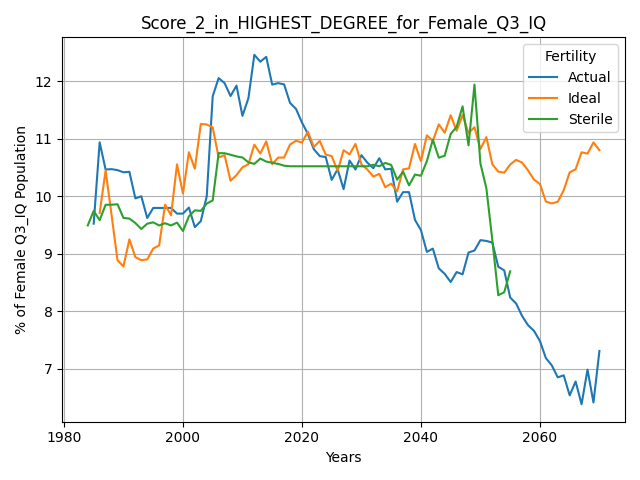 Score_2_in_HIGHEST_DEGREE_for_Female_Q3_IQ
Fertility
Actual
Ideal
Sterile
% of Female Q3_IQ Population
12
11
10
9
8
7
1980
2000
2020
2040
2060
Years